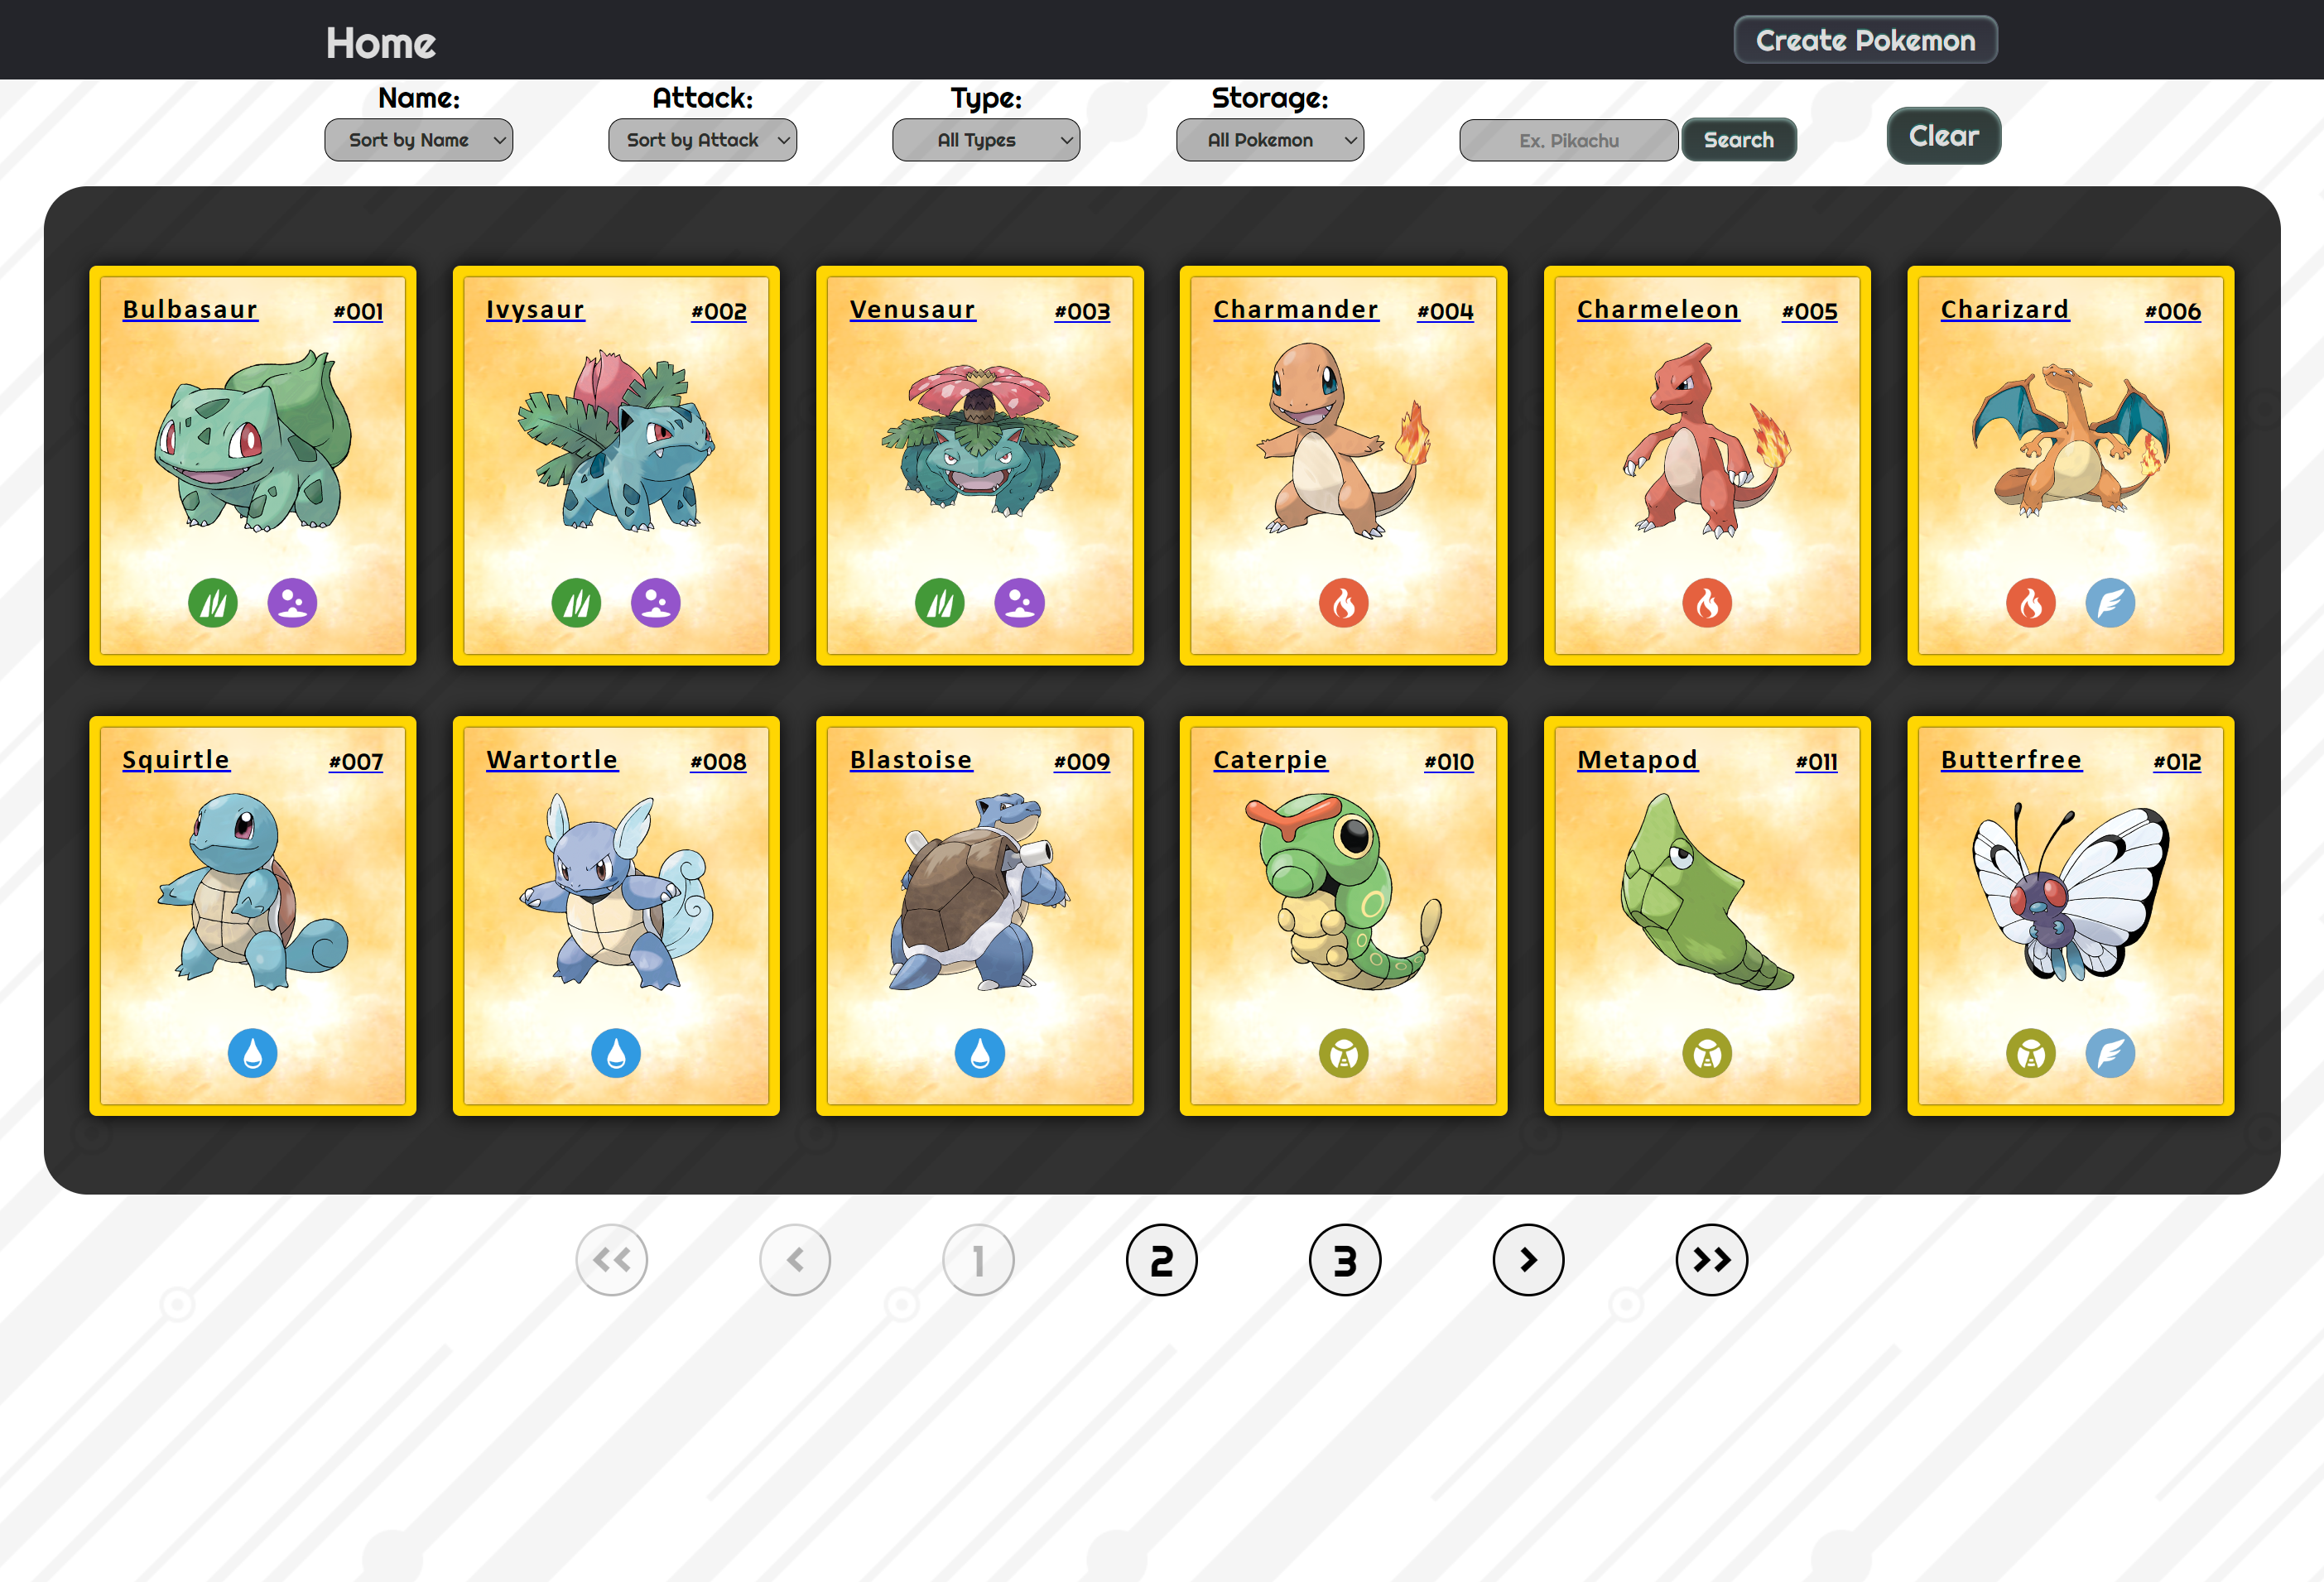 Home
Create Pokemon
Name:
Attack:
Type:
Storage:
Sort by Name
Sort by Attack
All Types
All Pokemon
Ex. Pikachu
Search
Clear
Bulbasaur #001
Ivysaur #002
Venusaur #003
Charmander #004
Charmeleon #005
Charizard #006
Squirtle #007
Wartortle #008
Blastoise #009
Caterpie #010
Metapod #011
Butterfree #012
<<
<
1
2
3
>
>>